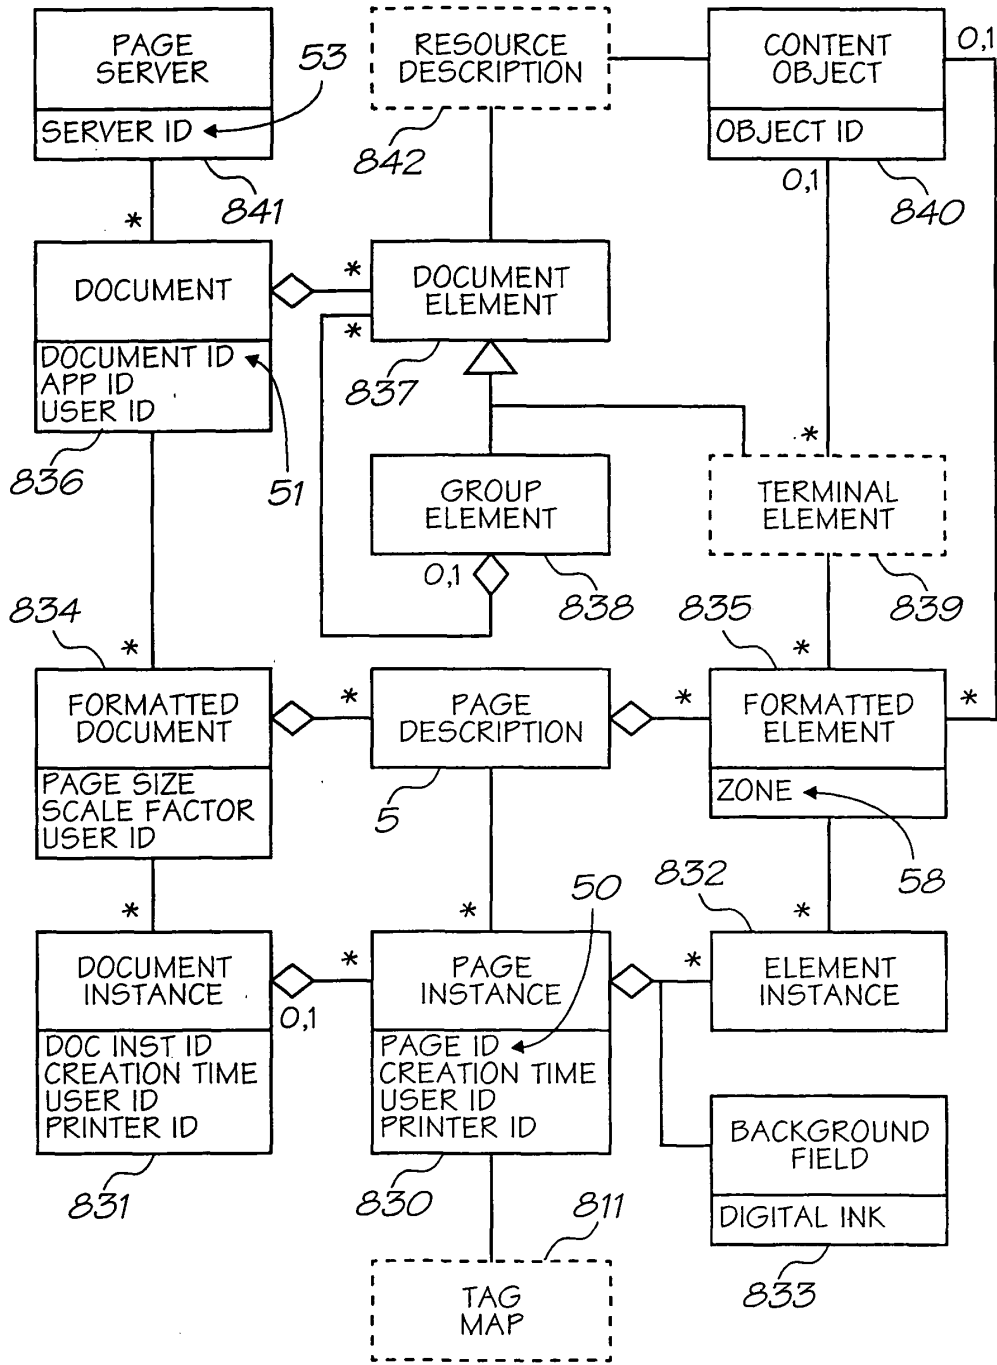 PAGE
SERVER
SERVER ID
53
841
RESOURCE
DESCRIPTION
842
CONTENT
OBJECT
OBJECT ID
0,1
0,1
840
*
DOCUMENT
DOCUMENT ID
APP ID
USER ID
836
51
*
*
DOCUMENT
ELEMENT
837
GROUP
ELEMENT
0,1
838
*
TERMINAL
ELEMENT
839
834
*
FORMATTED
DOCUMENT
PAGE SIZE
SCALE FACTOR
USER ID
*
PAGE
DESCRIPTION
5
835
*
*
*
FORMATTED
ELEMENT
ZONE
58
*
DOCUMENT
INSTANCE
0,1
DOC INST ID
CREATION TIME
USER ID
PRINTER ID
831
*
*
50
PAGE
INSTANCE
PAGE ID
CREATION TIME
USER ID
PRINTER ID
830
832
*
*
ELEMENT
INSTANCE
BACKGROUND
FIELD
DIGITAL INK
833
811
TAG
MAP